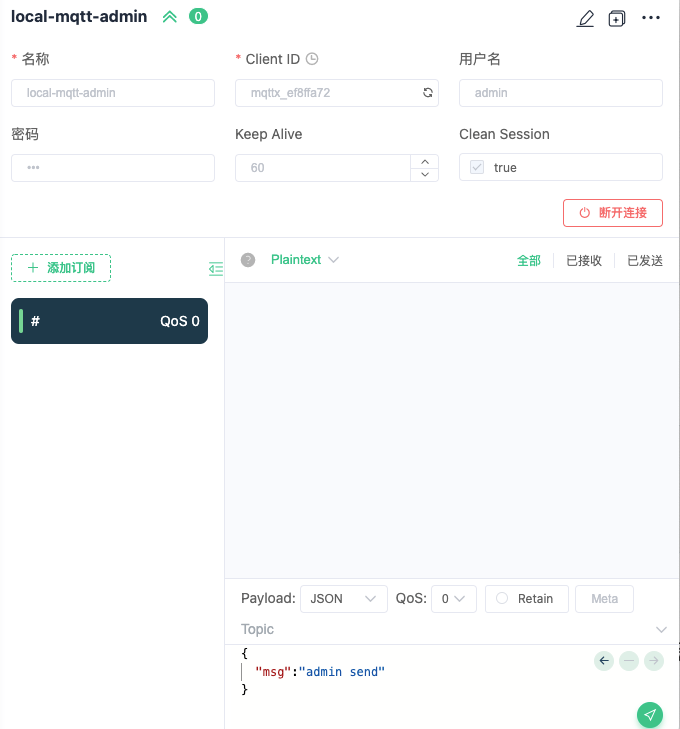 local-mqtt-admin 0
* 名称 * Client ID 用户名
local-mqtt-admin mqttx_ef8ffa72 admin
密码 Keep Alive Clean Session
••• 60 true
断开连接
+ 添加订阅 ? Plaintext 全部 已接收 已发送
# QoS 0
Payload: JSON QoS: 0 Retain Meta
Topic
{
"msg":"admin send"
}